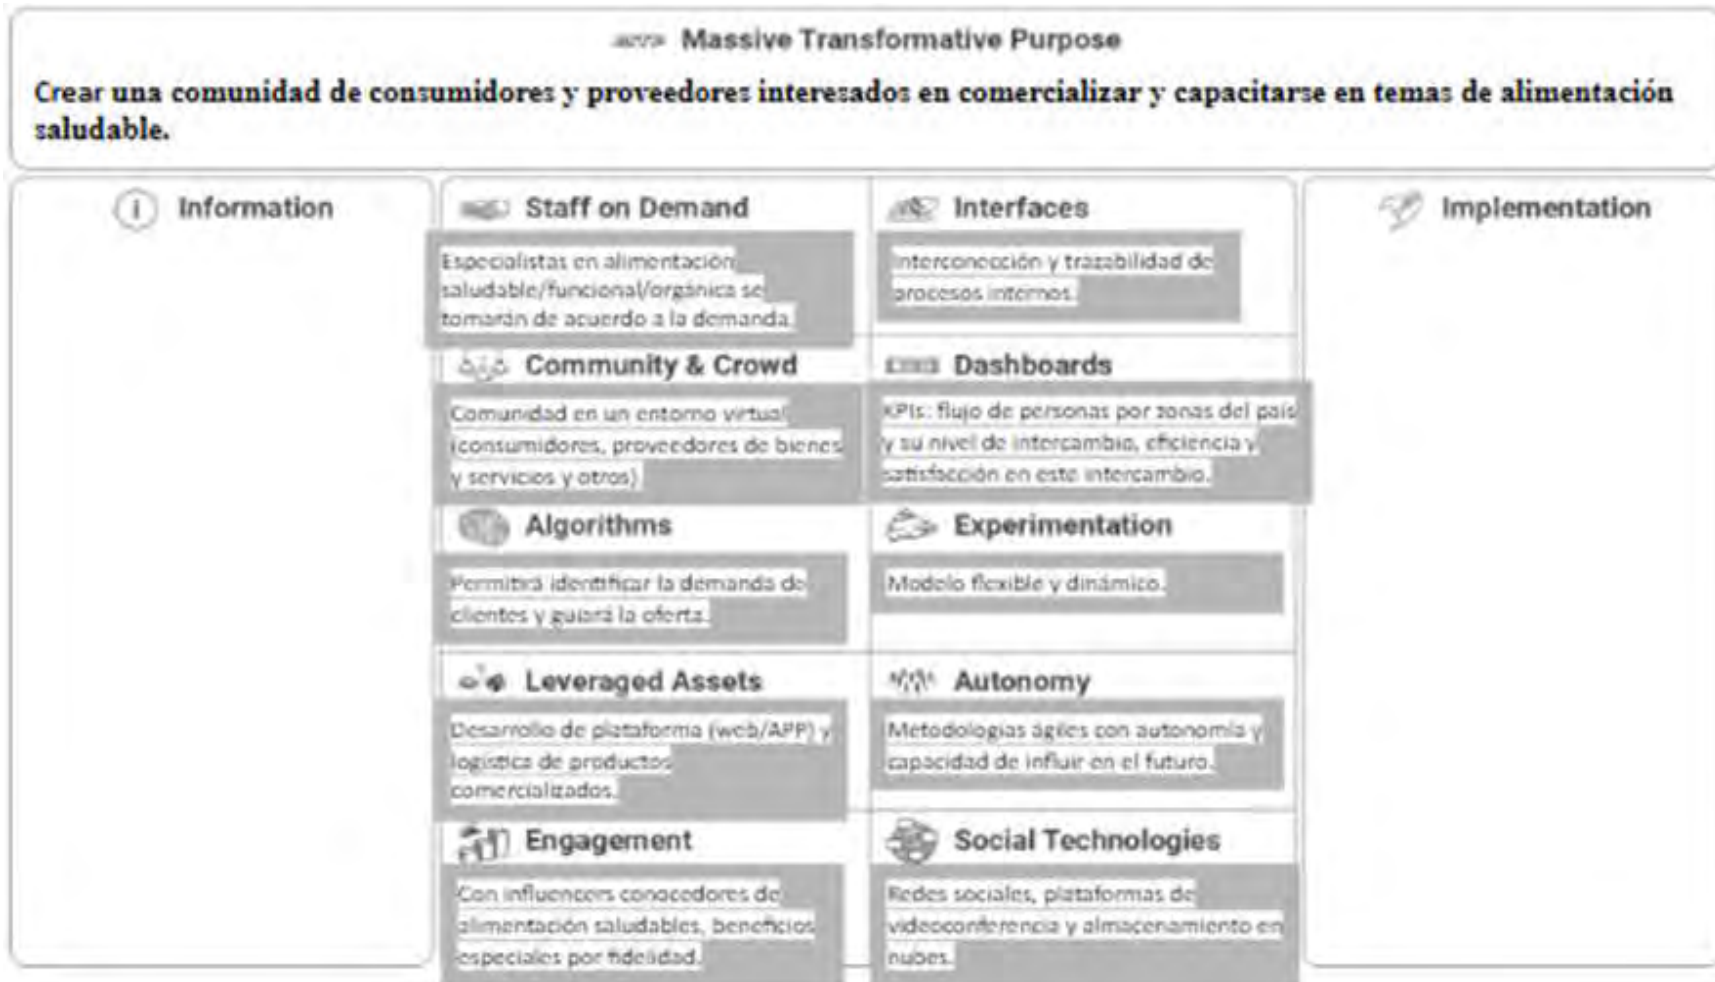 Massive Transformative Purpose
Crear una comunidad de consumidores y proveedores interesados en comercializar y capacitarse en temas de alimentación
saludable.
Information
Staff on Demand
Especialistas en alimentación
saludable/funcional/orgánica se
tomarán de acuerdo a la demanda.
Community & Crowd
Comunidad en un entorno virtual
(consumidores, proveedores de bienes
y servicios y otros)
Algorithms
Permitirá identificar la demanda de
clientes y guiará la oferta.
Leveraged Assets
Desarrollo de plataforma (web/APP) y
logística de productos
comercializados.
Engagement
Con influencers conocedores de
alimentación saludables, beneficios
especiales por fidelidad.
Interfaces
Interconección y trazabilidad de
procesos internos.
Dashboards
KPIs: flujo de personas por zonas del país
y su nivel de intercambio, eficiencia y
satisfacción en este intercambio.
Experimentation
Modelo flexible y dinámico.
Autonomy
Metodologías ágiles con autonomía y
capacidad de influir en el futuro.
Social Technologies
Redes sociales, plataformas de
videoconferencia y almacenamiento en
nubes.
Implementation